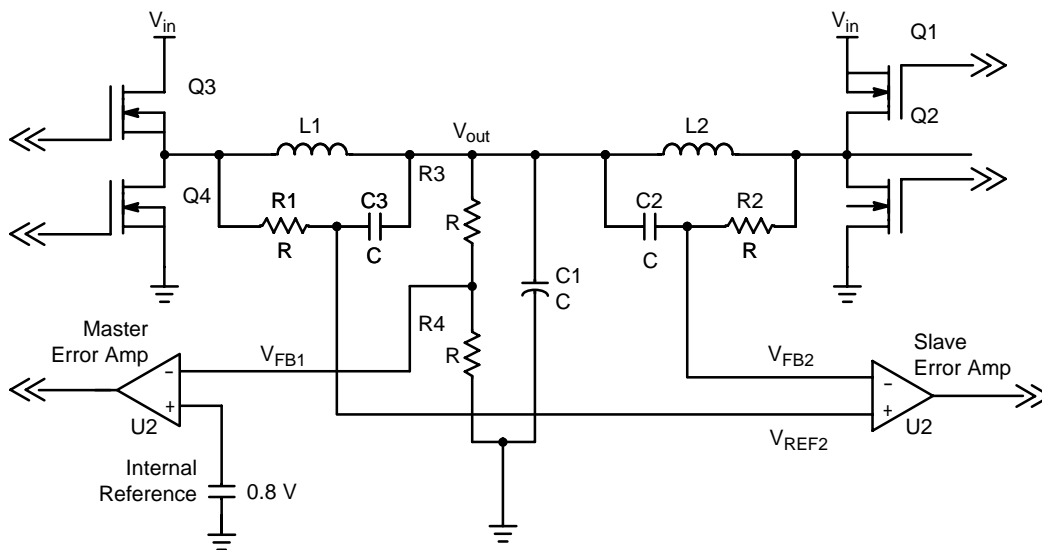 Vin
Vin
Q1
Q3
Q2
L1
Vout
L2
R3
Q4
R1
C3
C2
R2
R
R
C
C
R
C1
C
Master
Error Amp
R4
VFB1
R
VFB2
Slave
Error Amp
−
+
−
+
U2
U2
VREF2
Internal
Reference
0.8 V